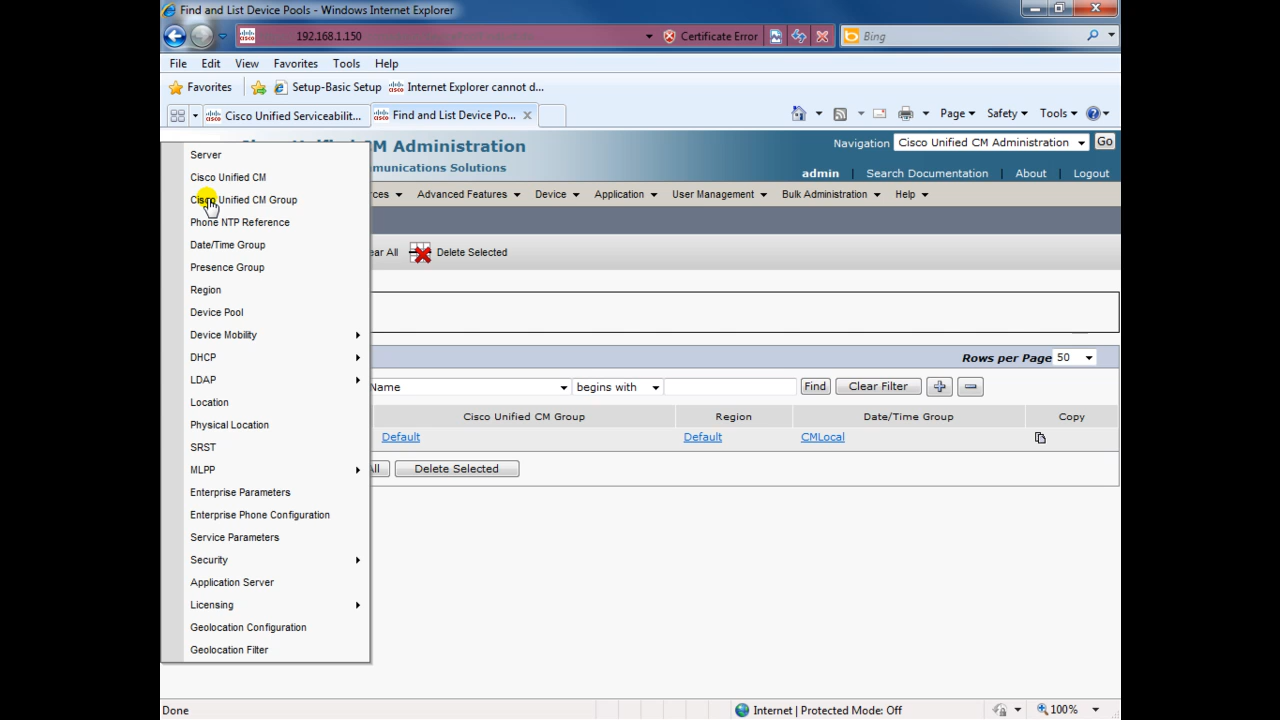 Find and List Device Pools - Windows Internet Explorer
192.168.1.150
Certificate Error
Bing
File Edit View Favorites Tools Help
Favorites Setup-Basic Setup Internet Explorer cannot d...
Cisco Unified Serviceabilit... Find and List Device Po... Page Safety Tools
M Administration
munications Solutions
Navigation Cisco Unified CM Administration Go
admin Search Documentation About Logout
rces Advanced Features Device Application User Management Bulk Administration Help
ear All Delete Selected
Server
Cisco Unified CM
Cisco Unified CM Group
Phone NTP Reference
Date/Time Group
Presence Group
Region
Device Pool
Device Mobility
DHCP
LDAP
Location
Physical Location
SRST
MLPP
Enterprise Parameters
Enterprise Phone Configuration
Service Parameters
Security
Application Server
Licensing
Geolocation Configuration
Geolocation Filter
Rows per Page 50
Name begins with Find Clear Filter
Cisco Unified CM Group Region Date/Time Group Copy
Default Default CMLocal
All Delete Selected
Done Internet | Protected Mode: Off 100%